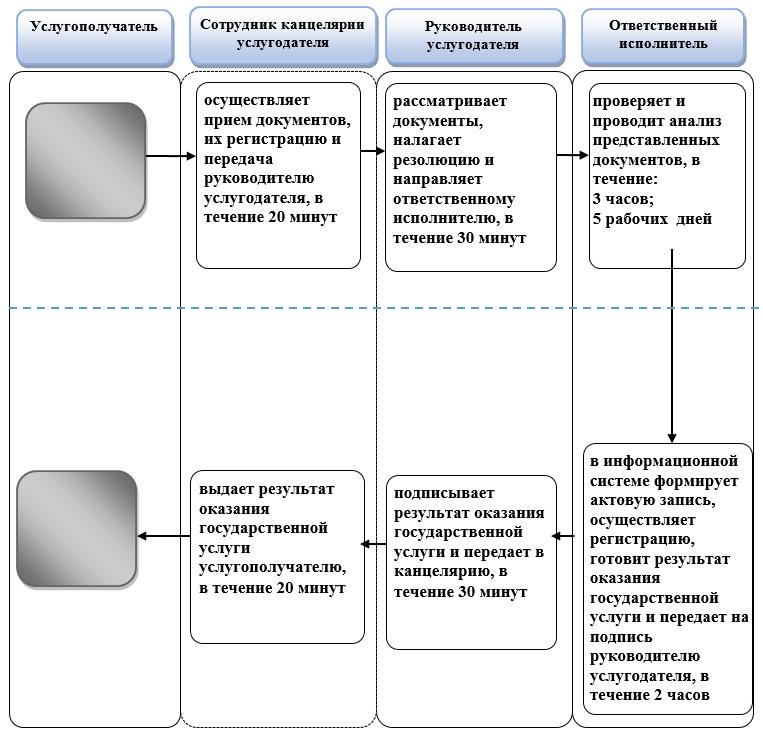 Услугополучатель
Сотрудник канцелярии
услугодателя
Руководитель
услугодателя
Ответственный
исполнитель
осуществляет
прием документов,
их регистрацию и
передача
руководителю
услугодателя, в
течение 20 минут
рассматривает
документы,
налагает
резолюцию и
направляет
ответственному
исполнителю, в
течение 30 минут
проверяет и
проводит анализ
представленных
документов, в
течение:
3 часов;
5 рабочих дней
выдает результат
оказания
государственной
услуги
услугополучателю,
в течение 20 минут
подписывает
результат оказания
государственной
услуги и передает в
канцелярию, в
течение 30 минут
в информационной
системе формирует
актовую запись,
осуществляет
регистрацию,
готовит результат
оказания
государственной
услуги и передает на
подпись
руководителю
услугодателя, в
течение 2 часов